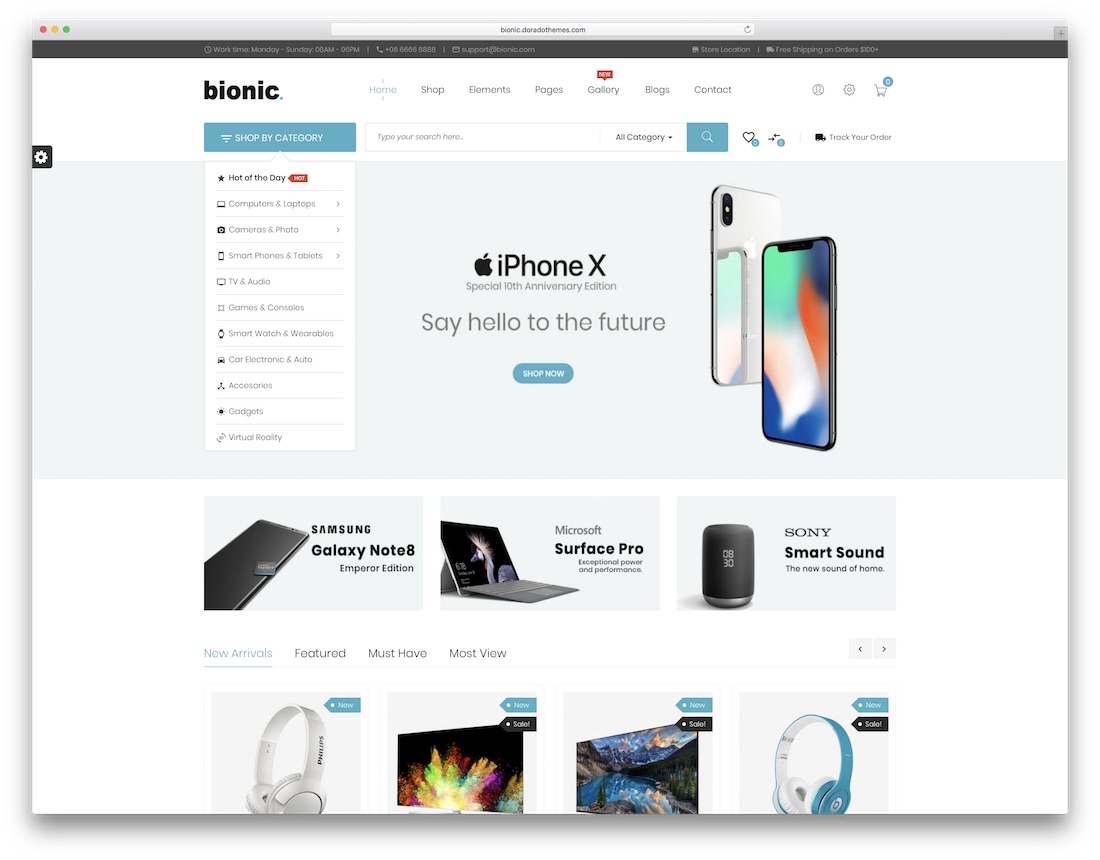 bionic.doradothemes.com
Work time: Monday - Sunday: 08AM - 06PM | +06 6666 8888 | support@bionic.com
Store Location | Free Shipping on Orders $100+
bionic.
Home Shop Elements Pages Gallery Blogs Contact
NEW
0
SHOP BY CATEGORY
Type your search here...
All Category
0
0
Track Your Order
Hot of the Day HOT
Computers & Laptops
Cameras & Photo
Smart Phones & Tablets
TV & Audio
Games & Consoles
Smart Watch & Wearables
Car Electronic & Auto
Accesories
Gadgets
Virtual Reality
iPhone X
Special 10th Anniversary Edition
Say hello to the future
SHOP NOW
SAMSUNG
Galaxy Note8
Emperor Edition
Microsoft
Surface Pro
Exceptional power
and performance.
SONY
Smart Sound
The new sound of home.
08
30
New Arrivals Featured Must Have Most View
New
PHILIPS
New
Sale!
New
Sale!
New
Sale!